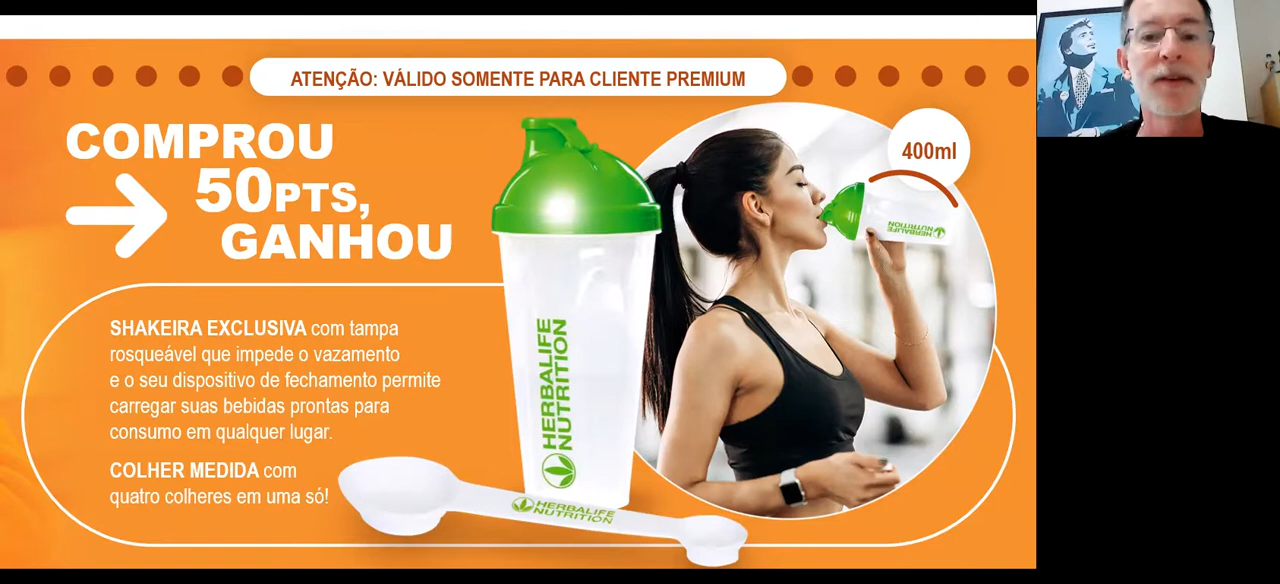 ATENÇÃO: VÁLIDO SOMENTE PARA CLIENTE PREMIUM
COMPROU
50PTS,
GANHOU
400ml
HERBALIFE
NUTRITION
SHAKEIRA EXCLUSIVA com tampa
rosqueável que impede o vazamento
e o seu dispositivo de fechamento permite
carregar suas bebidas prontas para
consumo em qualquer lugar.
COLHER MEDIDA com
quatro colheres em uma só!
HERBALIFE
NUTRITION
HERBALIFE
NUTRITION